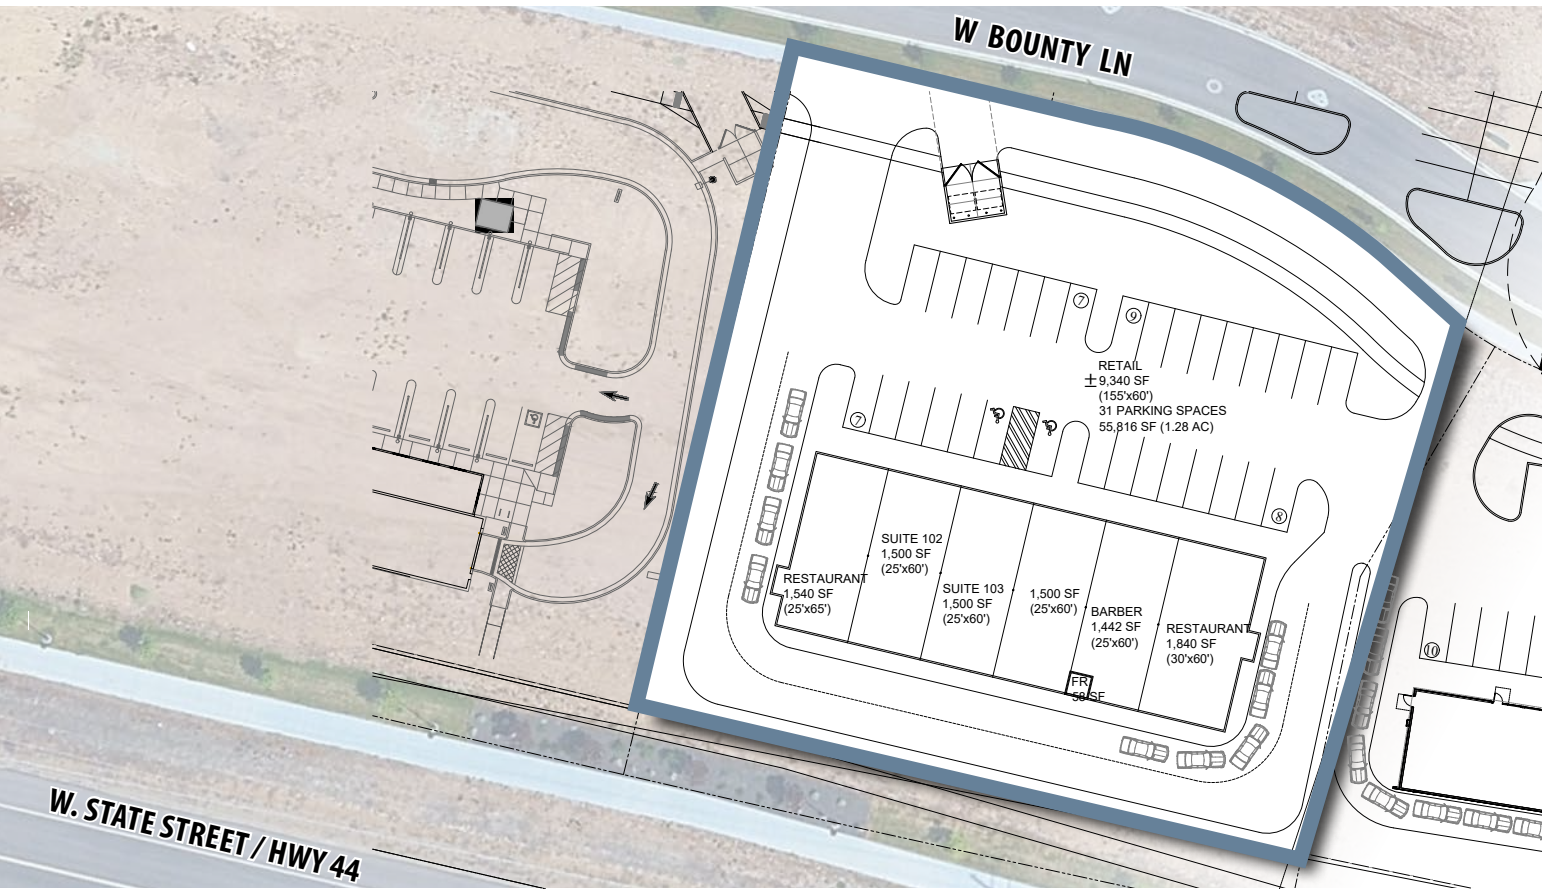 W BOUNTY LN
7
9
RETAIL
±9,340 SF
(155'x60')
31 PARKING SPACES
55,816 SF (1.28 AC)
7
8
SUITE 102
1,500 SF
(25'x60')
RESTAURANT
1,540 SF
(25'x65')
SUITE 103
1,500 SF
(25'x60')
1,500 SF
(25'x60')
BARBER
1,442 SF
(25'x60')
RESTAURANT
1,840 SF
(30'x60')
FR
58 SF
10
W. STATE STREET / HWY 44